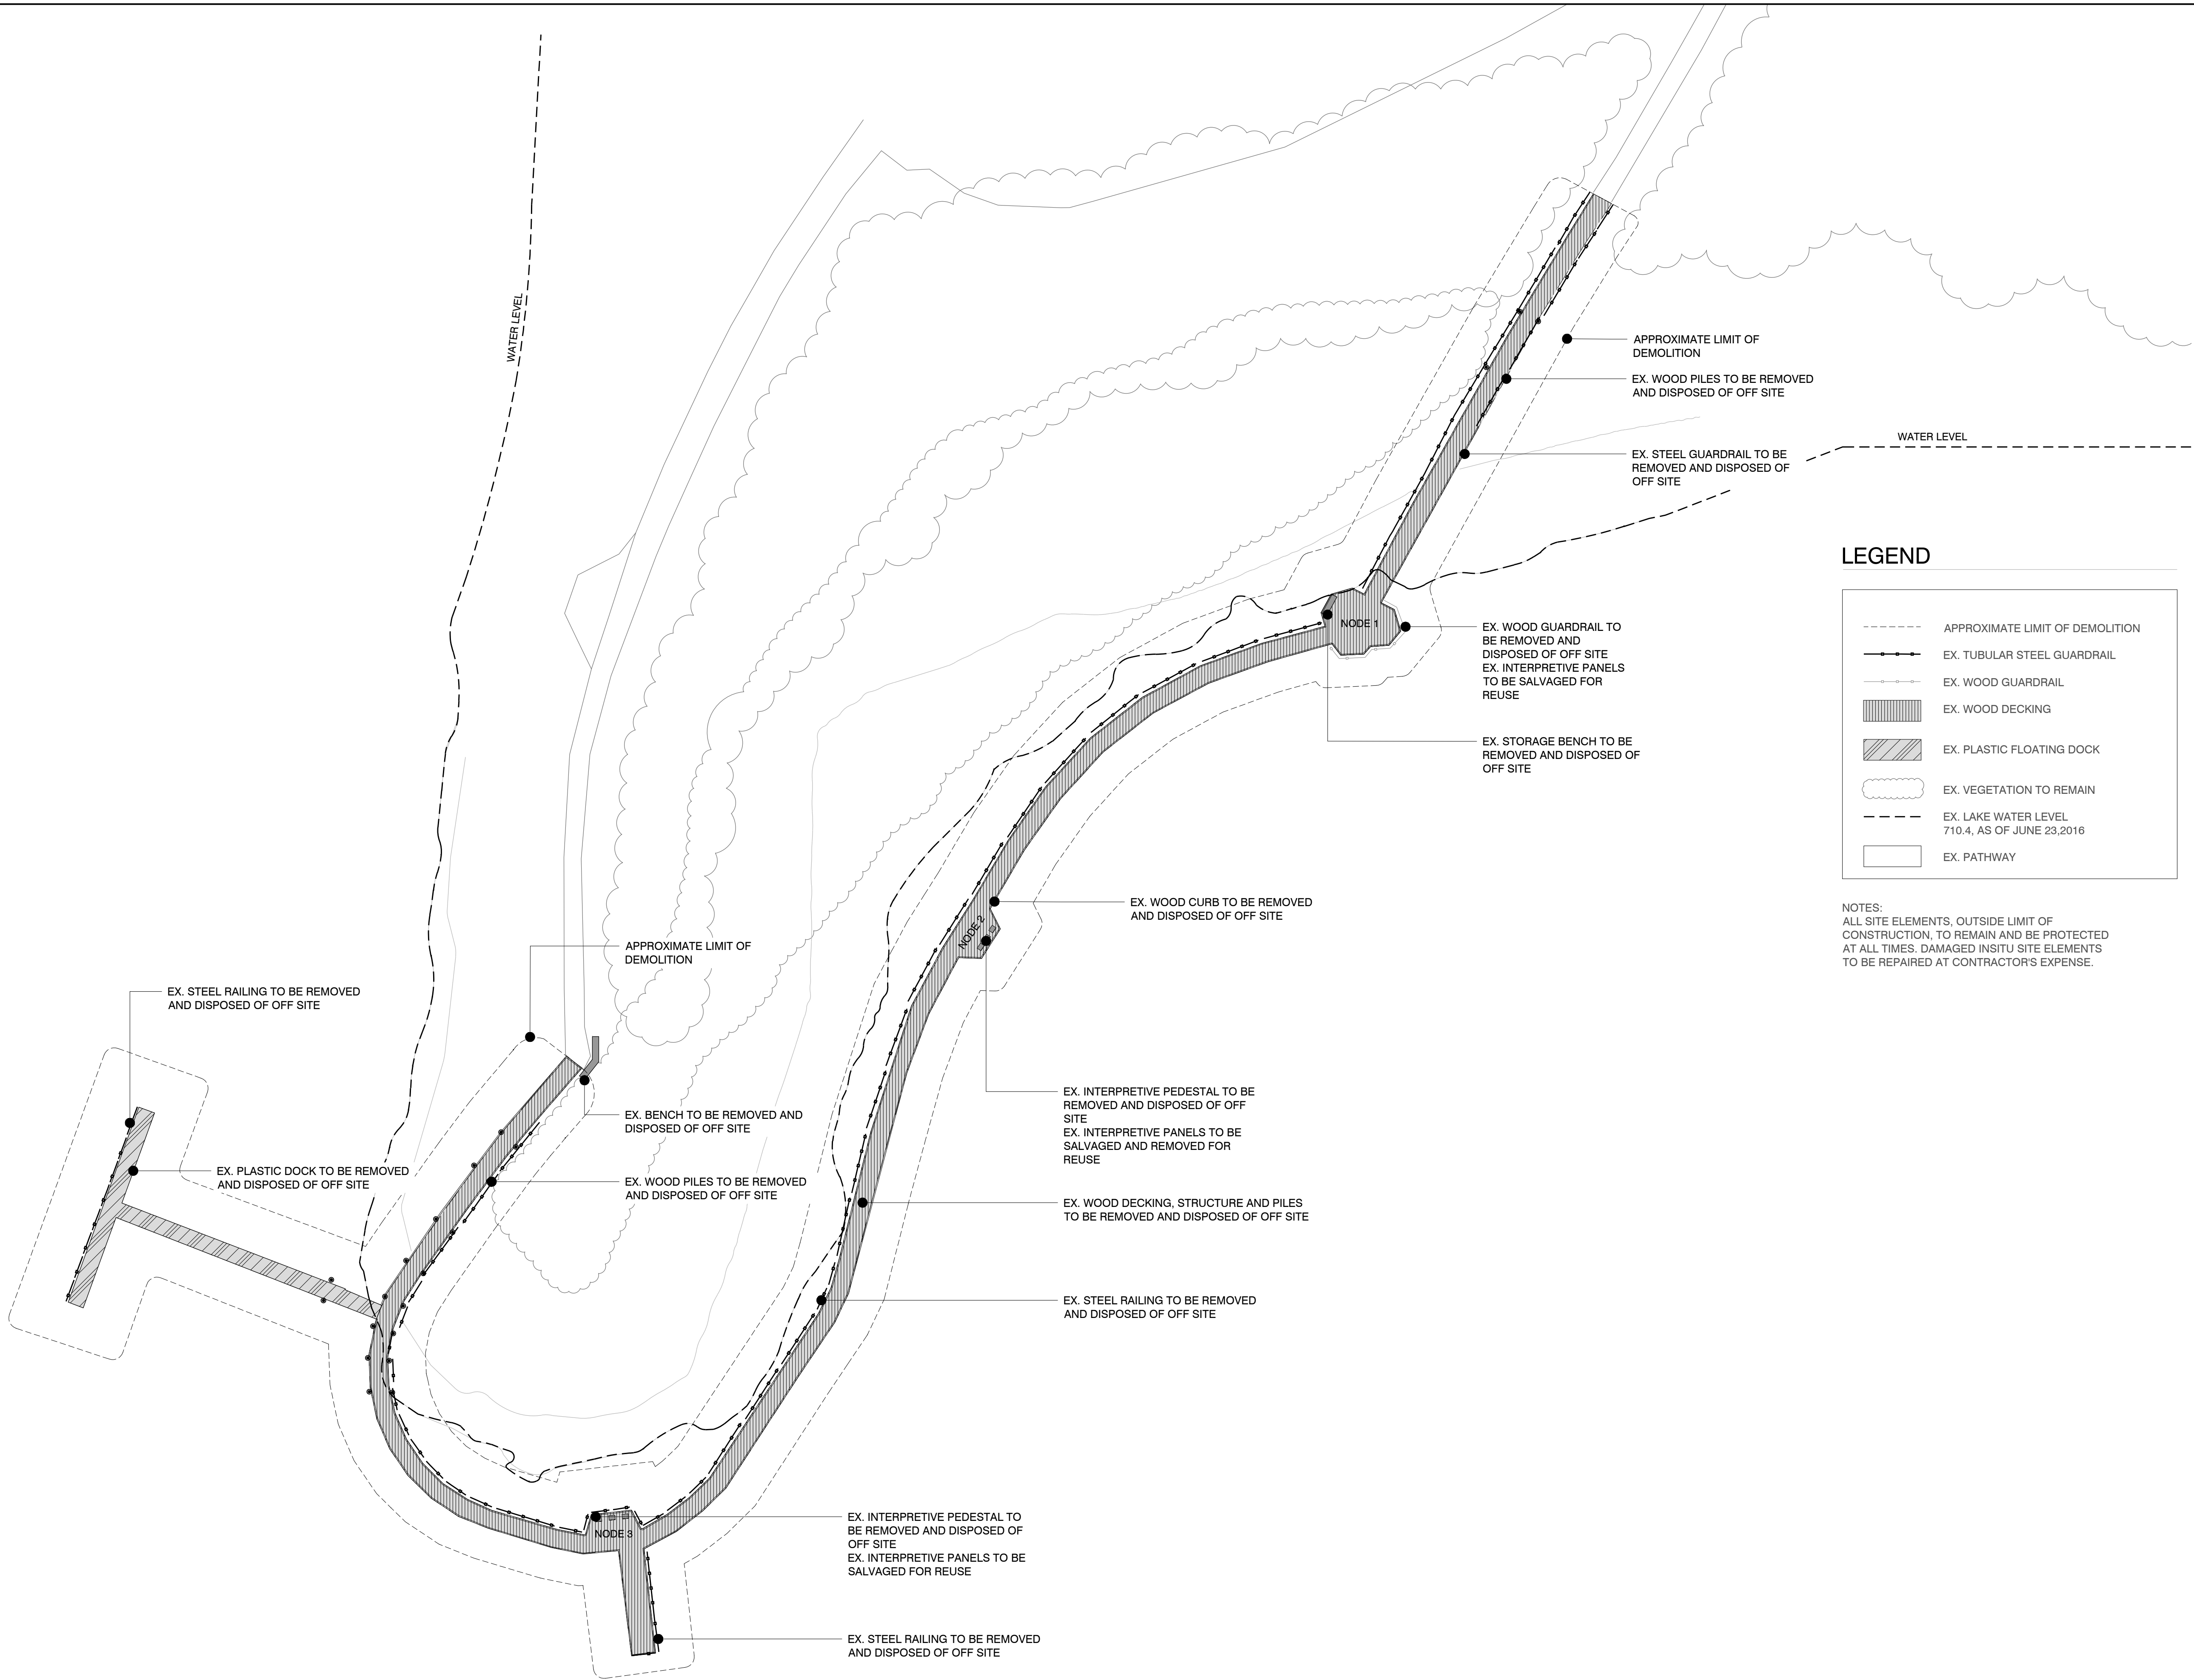 WATER LEVEL
APPROXIMATE LIMIT OF
DEMOLITION
EX. WOOD PILES TO BE REMOVED
AND DISPOSED OF OFF SITE
WATER LEVEL
EX. STEEL GUARDRAIL TO BE
REMOVED AND DISPOSED OF
OFF SITE
LEGEND
APPROXIMATE LIMIT OF DEMOLITION
EX. TUBULAR STEEL GUARDRAIL
EX. WOOD GUARDRAIL
EX. WOOD DECKING
EX. PLASTIC FLOATING DOCK
EX. VEGETATION TO REMAIN
EX. LAKE WATER LEVEL
710.4, AS OF JUNE 23,2016
EX. PATHWAY
NOTES:
ALL SITE ELEMENTS, OUTSIDE LIMIT OF
CONSTRUCTION, TO REMAIN AND BE PROTECTED
AT ALL TIMES. DAMAGED INSITU SITE ELEMENTS
TO BE REPAIRED AT CONTRACTOR'S EXPENSE.
NODE 1
EX. WOOD GUARDRAIL TO
BE REMOVED AND
DISPOSED OF OFF SITE
EX. INTERPRETIVE PANELS
TO BE SALVAGED FOR
REUSE
EX. STORAGE BENCH TO BE
REMOVED AND DISPOSED OF
OFF SITE
EX. WOOD CURB TO BE REMOVED
AND DISPOSED OF OFF SITE
NODE 2
APPROXIMATE LIMIT OF
DEMOLITION
EX. STEEL RAILING TO BE REMOVED
AND DISPOSED OF OFF SITE
EX. INTERPRETIVE PEDESTAL TO BE
REMOVED AND DISPOSED OF OFF
SITE
EX. INTERPRETIVE PANELS TO BE
SALVAGED AND REMOVED FOR
REUSE
EX. BENCH TO BE REMOVED AND
DISPOSED OF OFF SITE
EX. PLASTIC DOCK TO BE REMOVED
AND DISPOSED OF OFF SITE
EX. WOOD PILES TO BE REMOVED
AND DISPOSED OF OFF SITE
EX. WOOD DECKING, STRUCTURE AND PILES
TO BE REMOVED AND DISPOSED OF OFF SITE
EX. STEEL RAILING TO BE REMOVED
AND DISPOSED OF OFF SITE
NODE 3
EX. INTERPRETIVE PEDESTAL TO
BE REMOVED AND DISPOSED OF
OFF SITE
EX. INTERPRETIVE PANELS TO BE
SALVAGED FOR REUSE
EX. STEEL RAILING TO BE REMOVED
AND DISPOSED OF OFF SITE